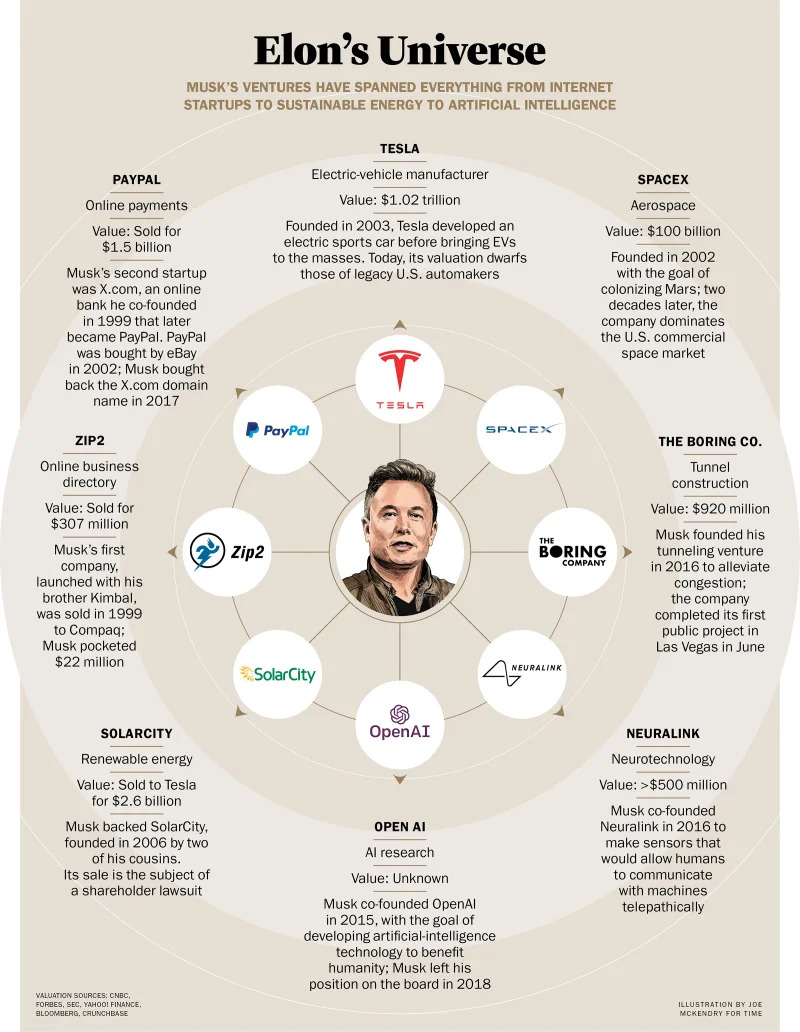 Elon's Universe
MUSK'S VENTURES HAVE SPANNED EVERYTHING FROM INTERNET
STARTUPS TO SUSTAINABLE ENERGY TO ARTIFICIAL INTELLIGENCE
TESLA
Electric-vehicle manufacturer
Value: $1.02 trillion
Founded in 2003, Tesla developed an
electric sports car before bringing EVs
to the masses. Today, its valuation dwarfs
those of legacy U.S. automakers
PAYPAL
Online payments
Value: Sold for
$1.5 billion
Musk's second startup
was X.com, an online
bank he co-founded
in 1999 that later
became PayPal. PayPal
was bought by eBay
in 2002; Musk bought
back the X.com domain
name in 2017
SPACEX
Aerospace
Value: $100 billion
Founded in 2002
with the goal of
colonizing Mars; two
decades later, the
company dominates
the U.S. commercial
space market
ZIP2
Online business
directory
Value: Sold for
$307 million
Musk's first
company,
launched with his
brother Kimbal,
was sold in 1999
to Compaq;
Musk pocketed
$22 million
TESLA
PayPal
SPACEX
Zip2
THE
BORING
COMPANY
SolarCity
NEURALINK
OpenAI
THE BORING CO.
Tunnel
construction
Value: $920 million
Musk founded his
tunneling venture
in 2016 to alleviate
congestion;
the company
completed its first
public project in
Las Vegas in June
SOLARCITY
Renewable energy
Value: Sold to Tesla
for $2.6 billion
Musk backed SolarCity,
founded in 2006 by two
of his cousins.
Its sale is the subject of
a shareholder lawsuit
OPEN AI
AI research
Value: Unknown
Musk co-founded OpenAI
in 2015, with the goal of
developing artificial-intelligence
technology to benefit
humanity; Musk left his
position on the board in 2018
NEURALINK
Neurotechnology
Value: >$500 million
Musk co-founded
Neuralink in 2016 to
make sensors that
would allow humans
to communicate
with machines
telepathically
VALUATION SOURCES: CNBC,
FORBES, SEC, YAHOO! FINANCE,
BLOOMBERG, CRUNCHBASE
ILLUSTRATION BY JOE
MCKENDRY FOR TIME